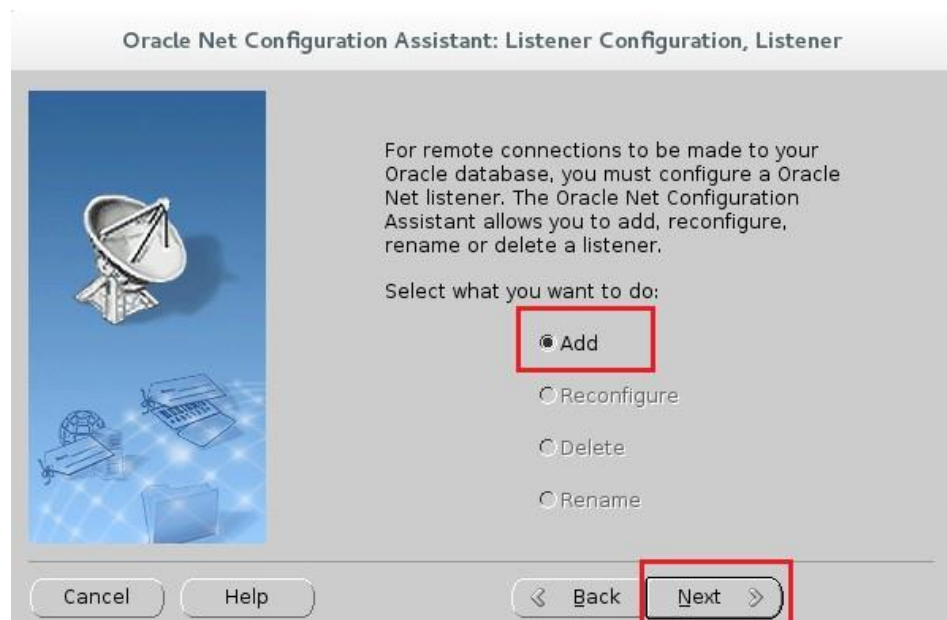 Oracle Net Configuration Assistant: Listener Configuration, Listener
For remote connections to be made to your
Oracle database, you must configure a Oracle
Net listener. The Oracle Net Configuration
Assistant allows you to add, reconfigure,
rename or delete a listener.
Select what you want to do:
Add
Reconfigure
Delete
Rename
Cancel Help Back Next